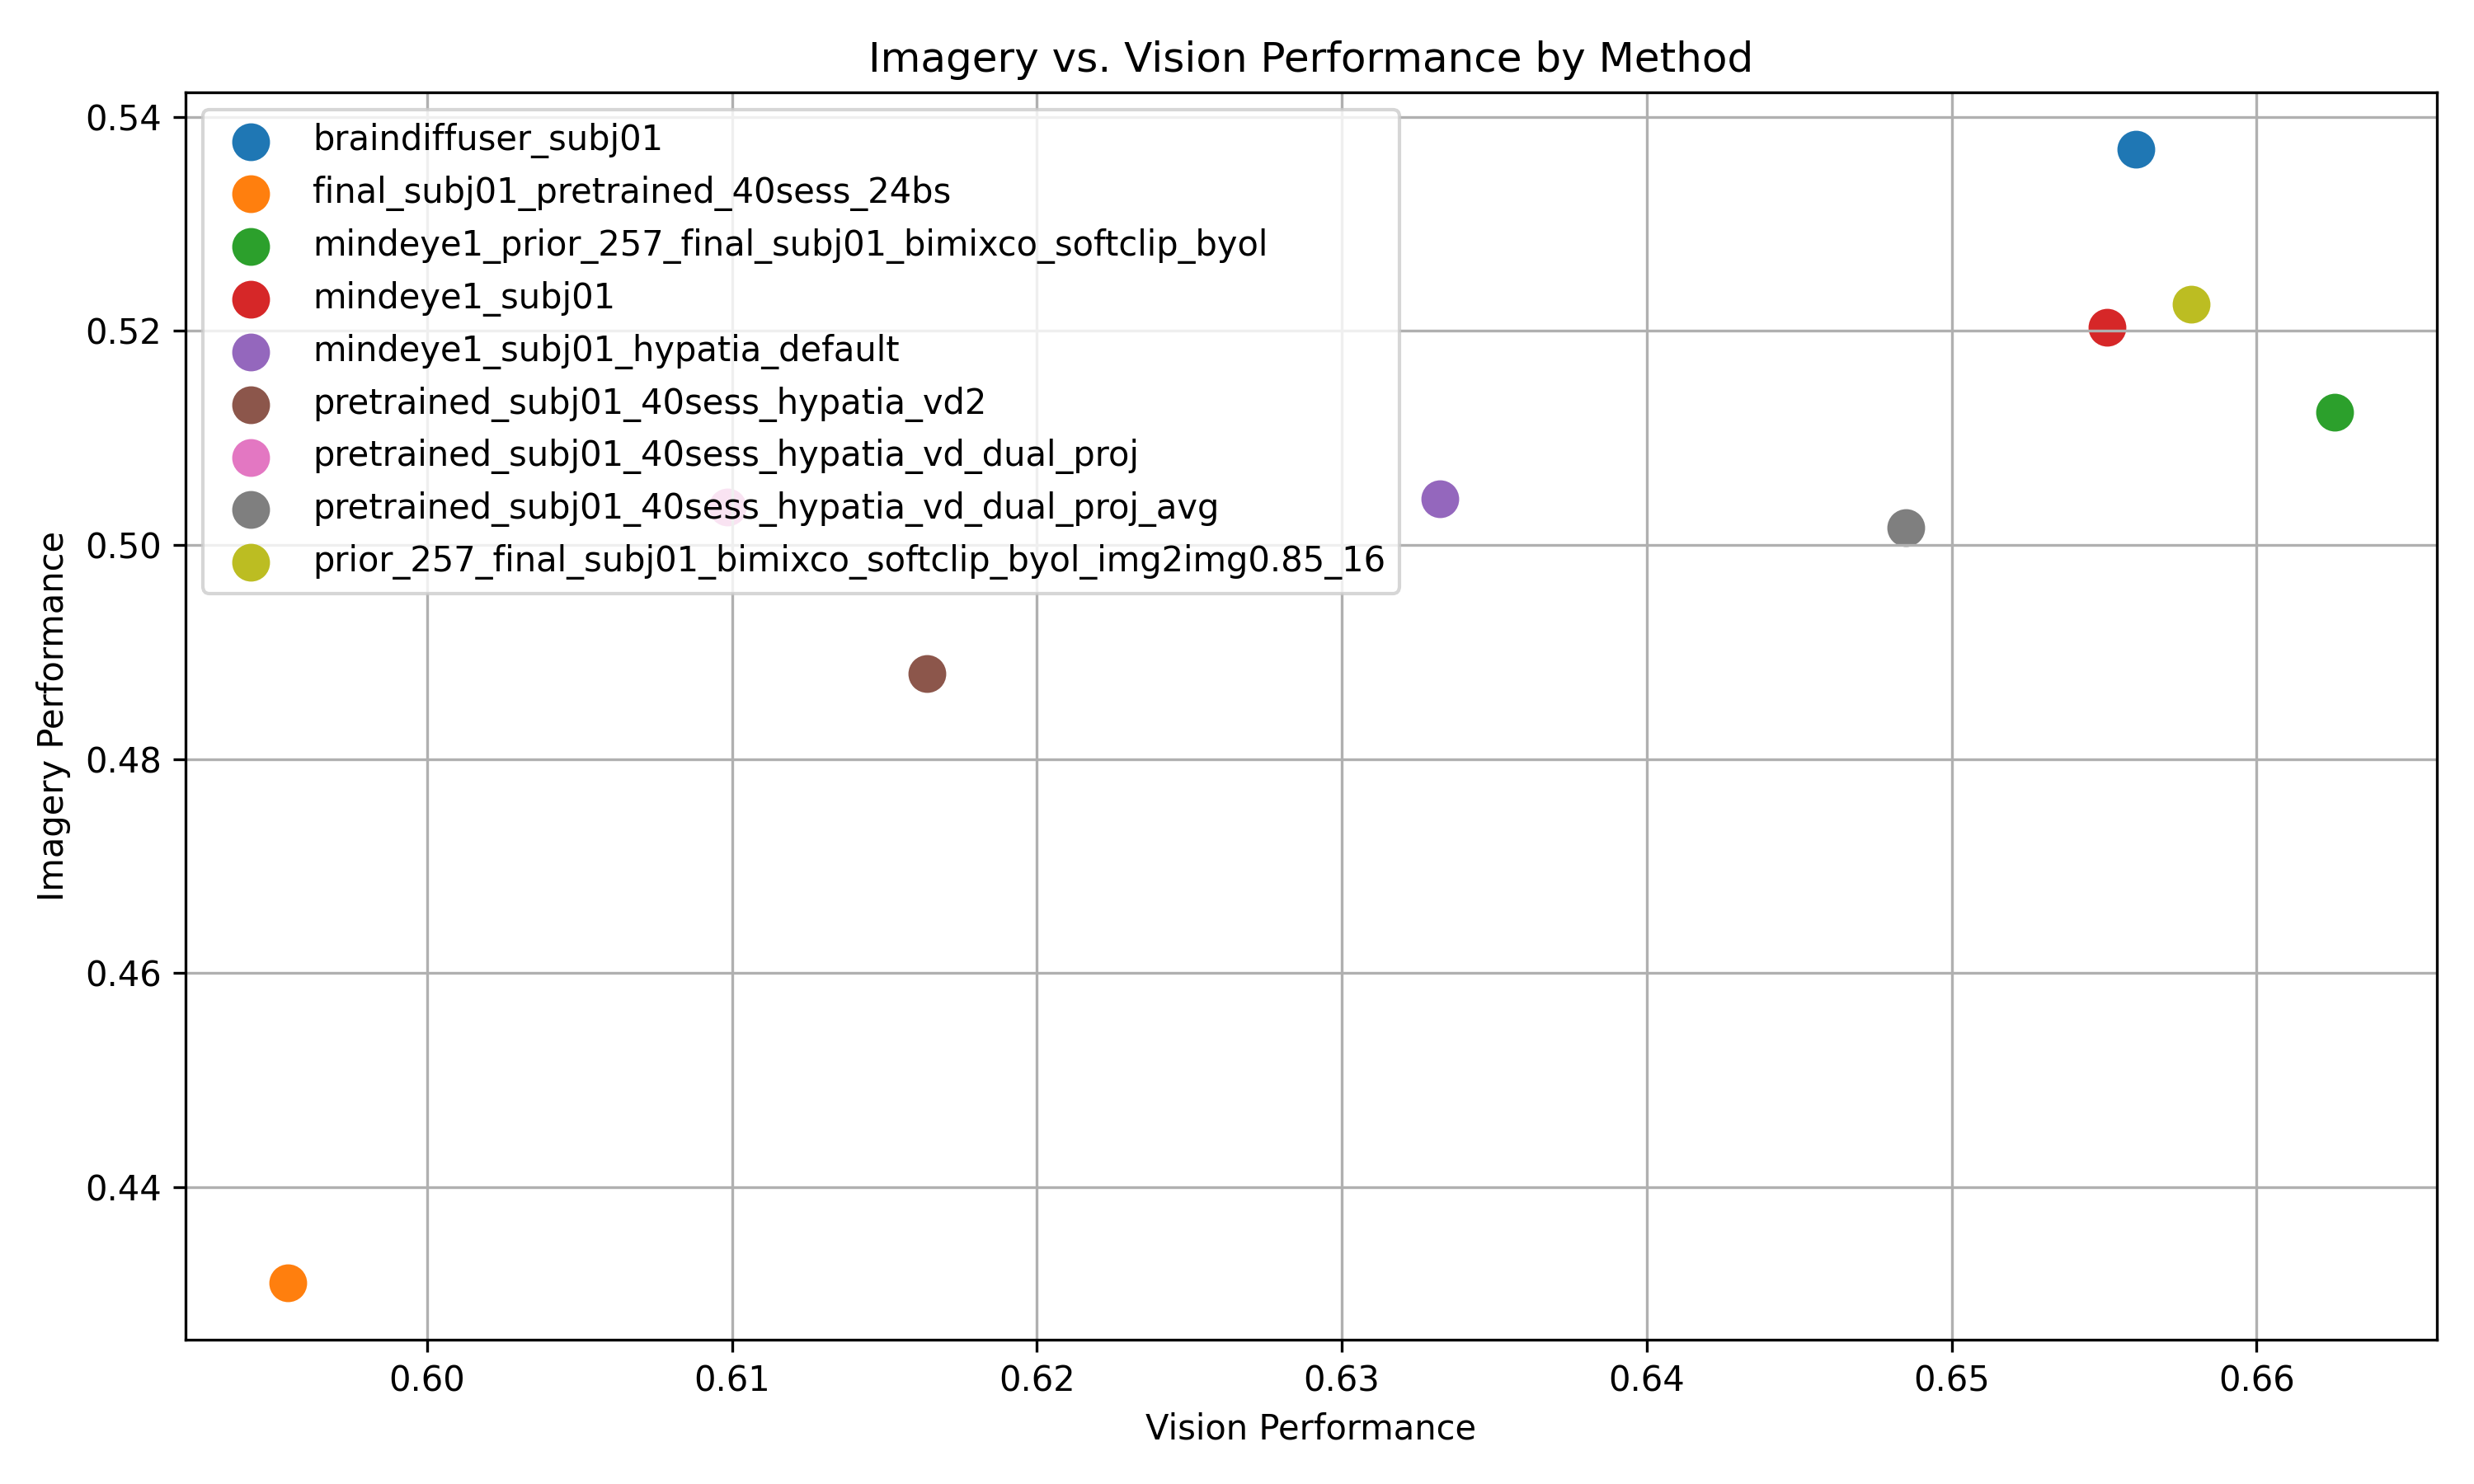 Imagery vs. Vision Performance by Method
0.54
0.52
0.50
0.48
0.46
0.44
Imagery Performance
braindiffuser_subj01
final_subj01_pretrained_40sess_24bs
mindeye1_prior_257_final_subj01_bimixco_softclip_byol
mindeye1_subj01
mindeye1_subj01_hypatia_default
pretrained_subj01_40sess_hypatia_vd2
pretrained_subj01_40sess_hypatia_vd_dual_proj
pretrained_subj01_40sess_hypatia_vd_dual_proj_avg
prior_257_final_subj01_bimixco_softclip_byol_img2img0.85_16
0.60 0.61 0.62 0.63 0.64 0.65 0.66
Vision Performance